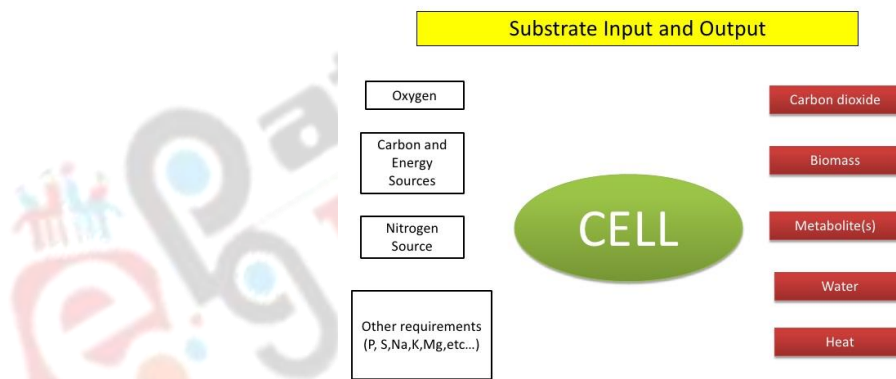 Substrate Input and Output
Oxygen
Carbon and
Energy
Sources
Nitrogen
Source
Other requirements
(P, S,Na,K,Mg,etc...)
CELL
Carbon dioxide
Biomass
Metabolite(s)
Water
Heat